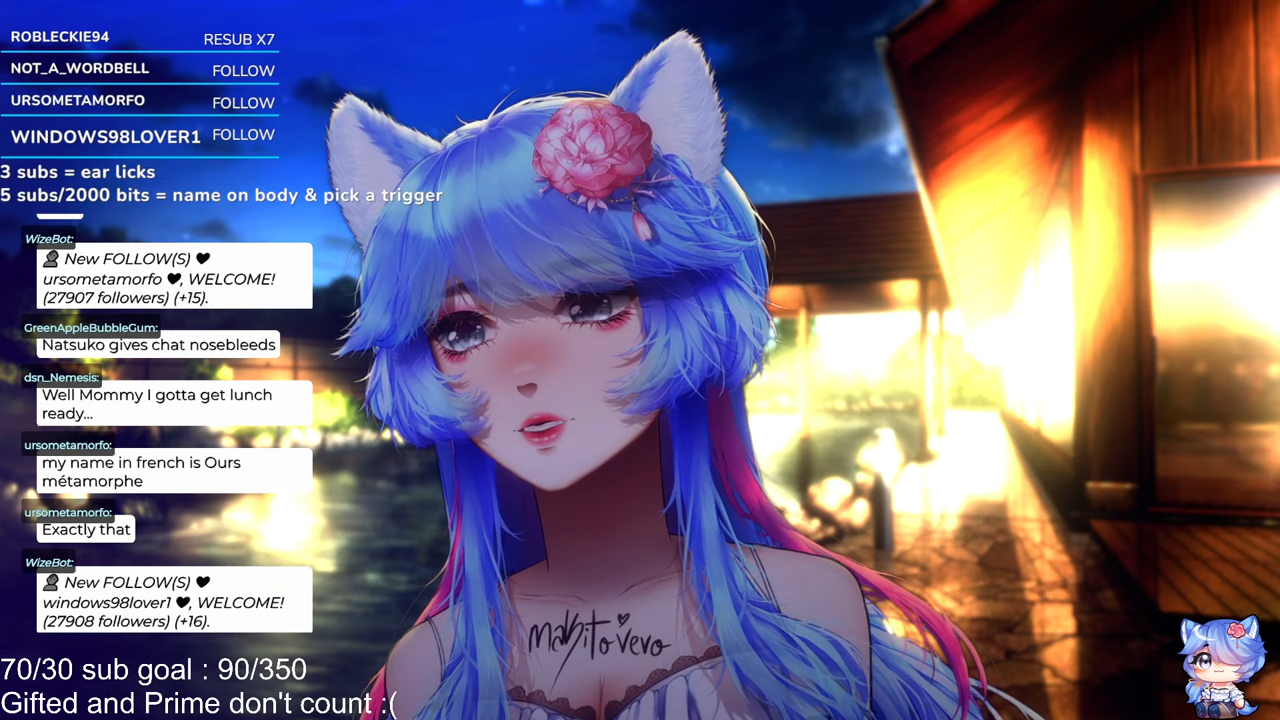 ROBLECKIE94 RESUB X7
NOT_A_WORDBELL FOLLOW
URSOMETAMORFO FOLLOW
WINDOWS98LOVER1 FOLLOW
3 subs = ear licks
5 subs/2000 bits = name on body & pick a trigger
WizeBot:
New FOLLOW(S) ♥
ursometamorfo ♥, WELCOME!
(27907 followers) (+15).
GreenAppleBubbleGum:
Natsuko gives chat nosebleeds
dsn_Nemesis:
Well Mommy I gotta get lunch
ready...
ursometamorfo:
my name in french is Ours
métamorphe
ursometamorfo:
Exactly that
WizeBot:
New FOLLOW(S) ♥
windows98lover1 ♥, WELCOME!
(27908 followers) (+16).
70/30 sub goal : 90/350
Gifted and Prime don't count :(